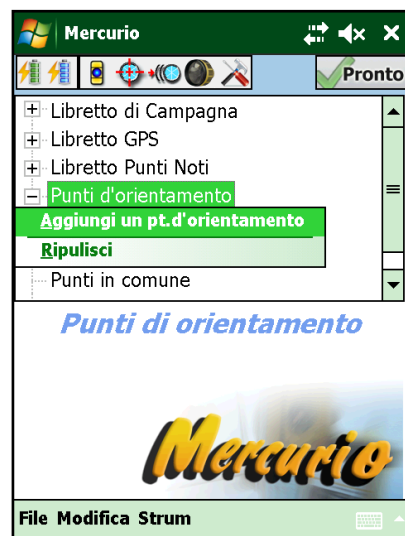 Mercurio
Pronto
Libretto di Campagna
Libretto GPS
Libretto Punti Noti
Punti d'orientamento
Aggiungi un pt.d'orientamento
Ripulisci
Punti in comune
Punti di orientamento
Mercurio
File Modifica Strum